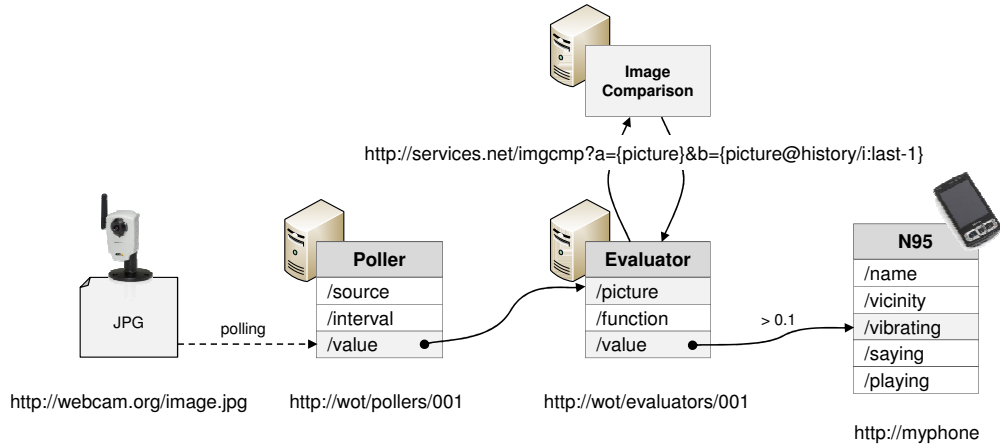 Image
Comparison
http://services.net/imgcmp?a={picture}&b={picture@history/i:last-1}
JPG
http://webcam.org/image.jpg
polling
Poller
/source
/interval
/value
http://wot/pollers/001
Evaluator
/picture
/function
/value
http://wot/evaluators/001
> 0.1
N95
/name
/vicinity
/vibrating
/saying
/playing
http://myphone